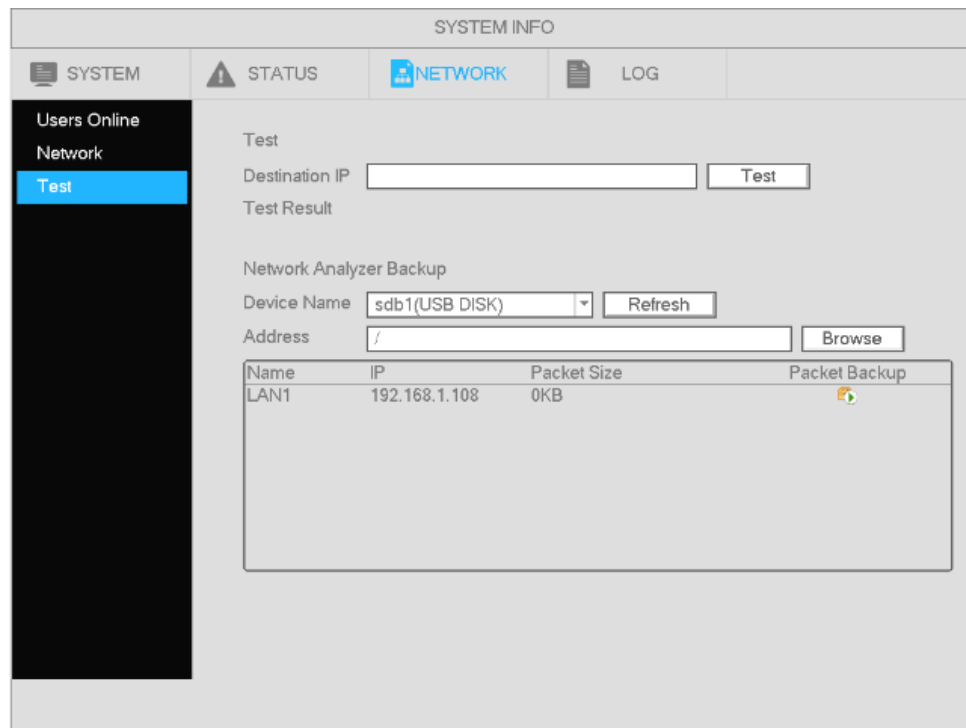 SYSTEM INFO
SYSTEM STATUS NETWORK LOG
Users Online
Network
Test
Test
Destination IP Test
Test Result
Network Analyzer Backup
Device Name sdb1(USB DISK) Refresh
Address / Browse
Name IP Packet Size Packet Backup
LAN1 192.168.1.108 0KB